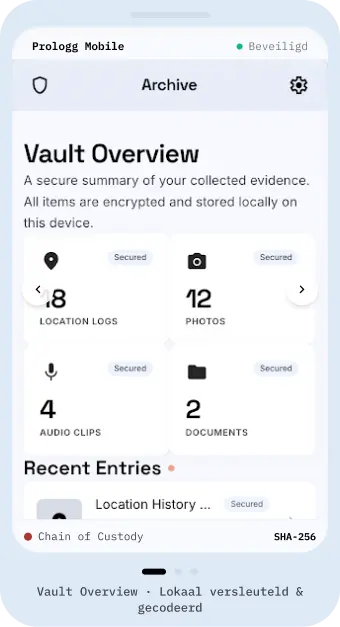 Prologg Mobile
Beveiligd
Archive
Vault Overview
A secure summary of your collected evidence.
All items are encrypted and stored locally on
this device.
Secured
Secured
18
12
LOCATION LOGS
PHOTOS
Secured
Secured
4
2
AUDIO CLIPS
DOCUMENTS
Recent Entries
Location History ...
Secured
Chain of Custody
SHA-256
Vault Overview · Lokaal versleuteld &
gecodeerd